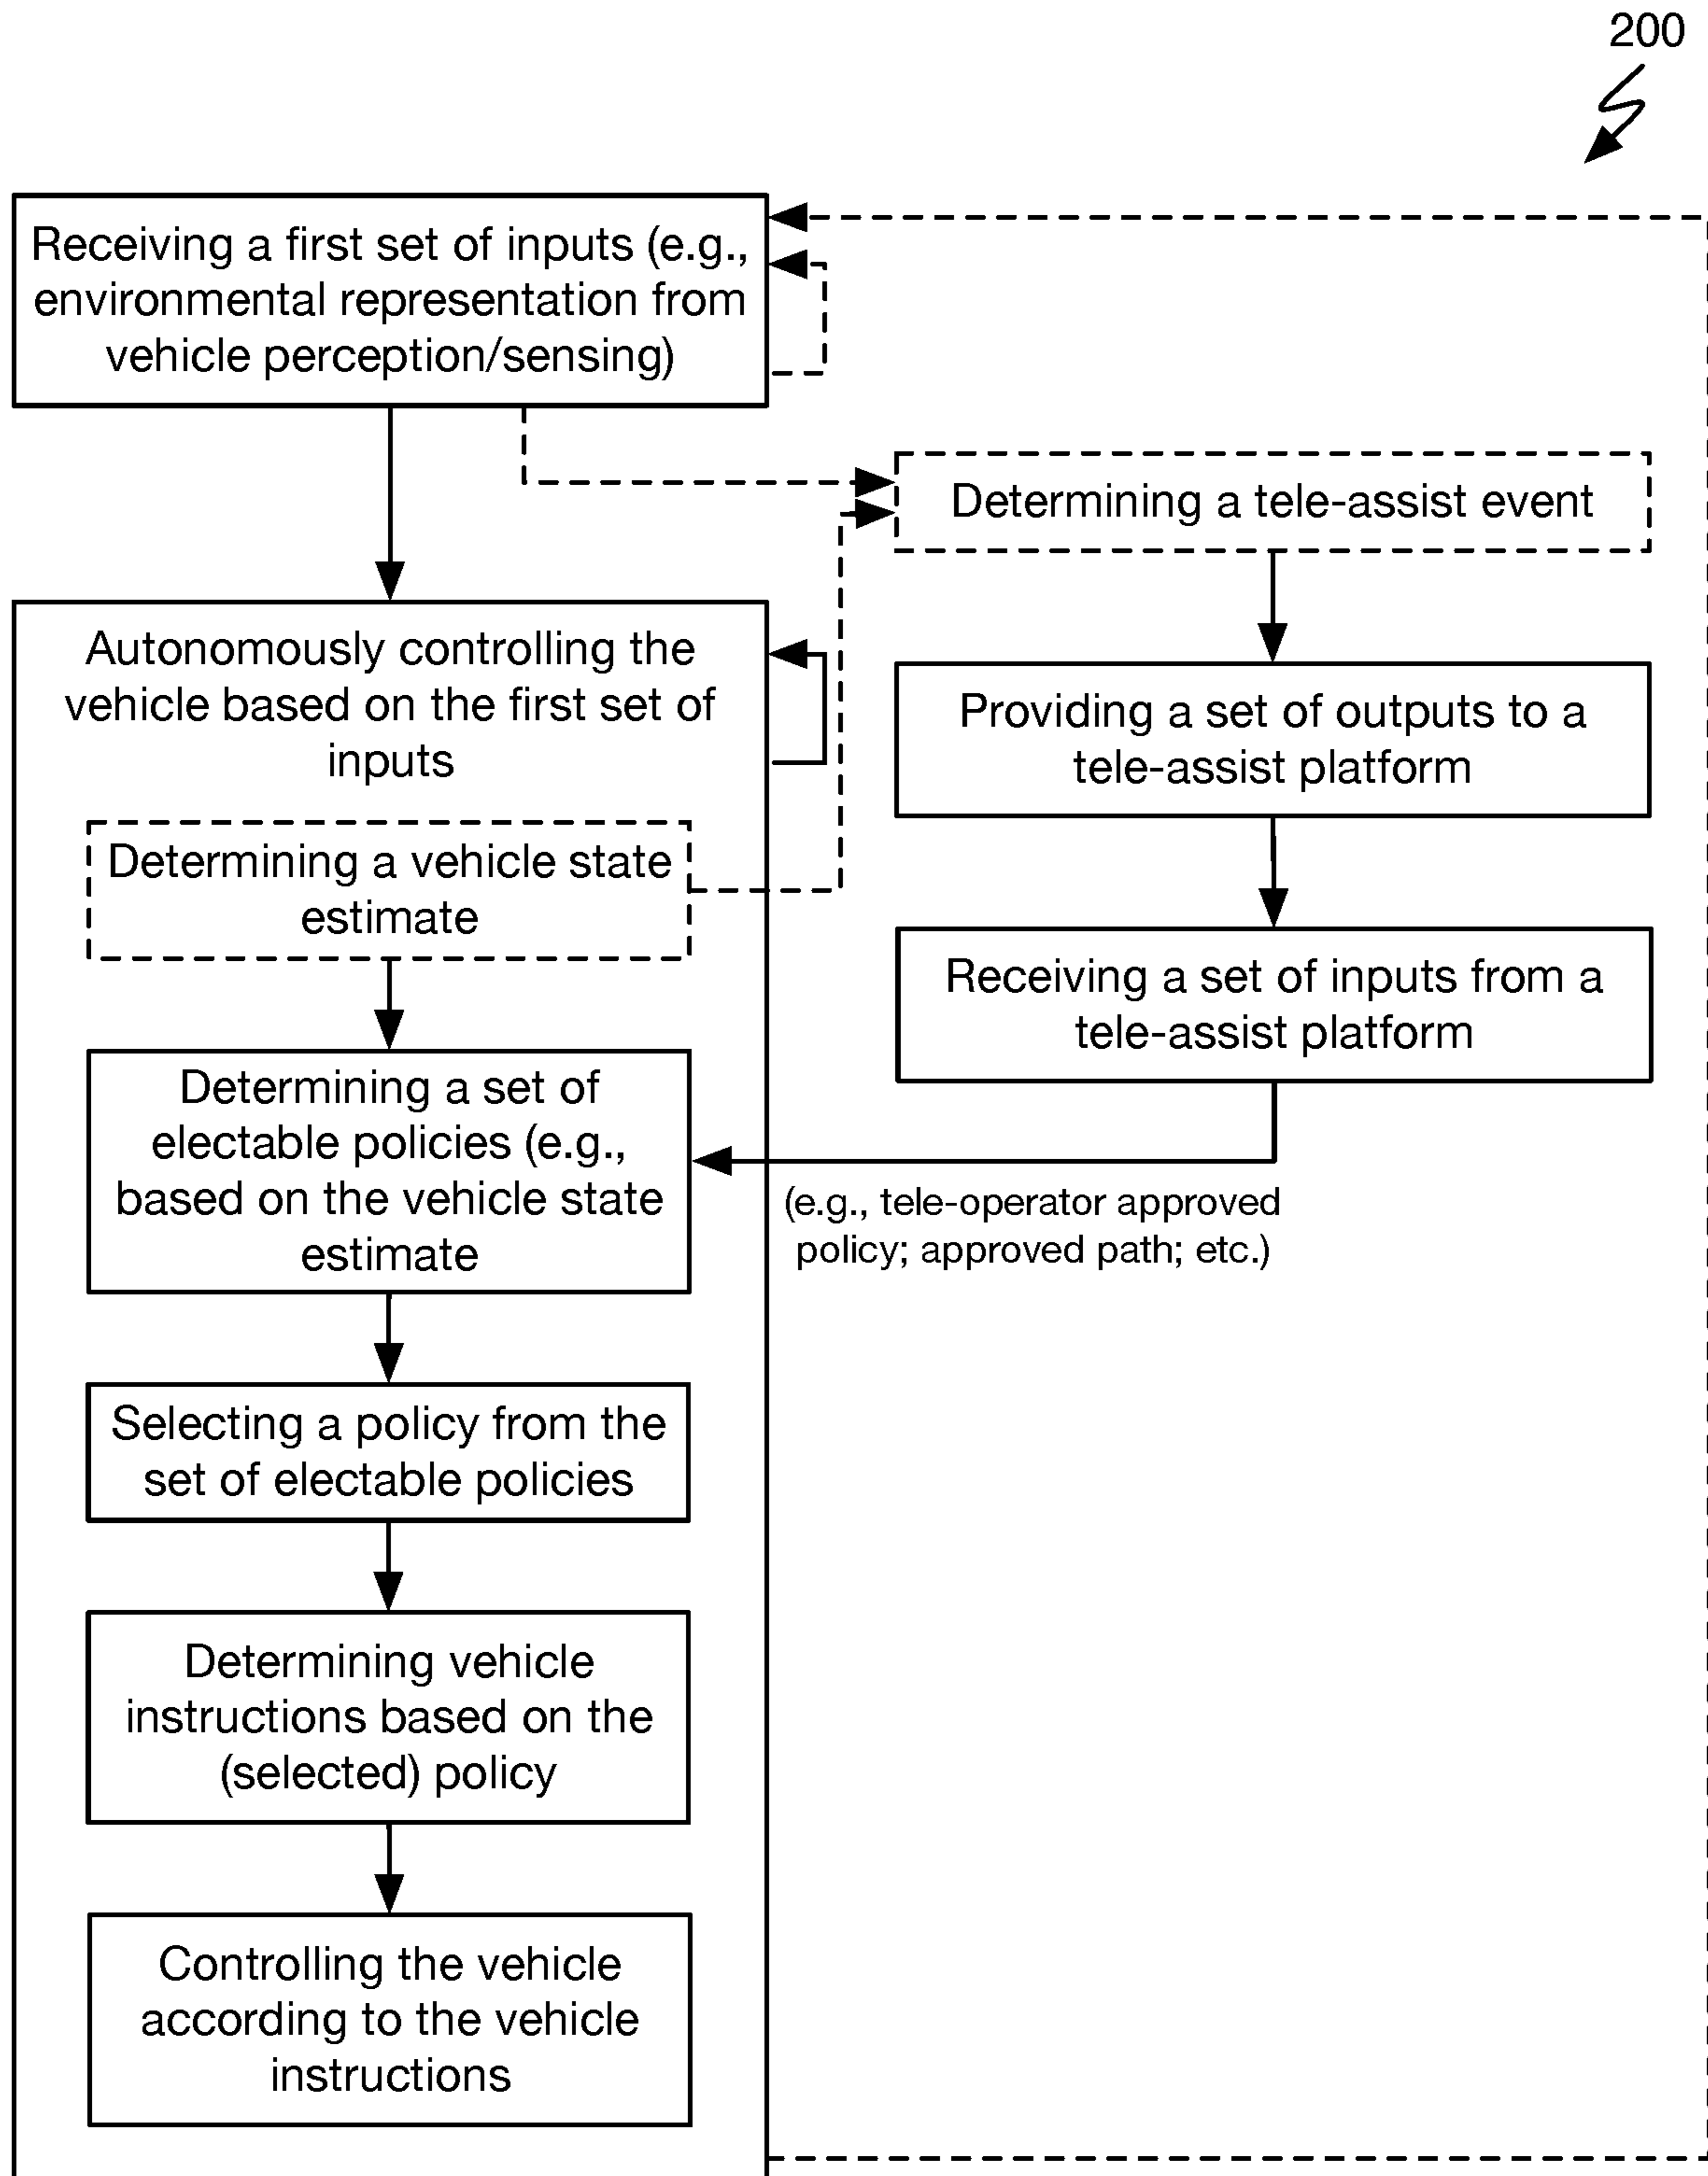 200
Receiving a first set of inputs (e.g.,
environmental representation from
vehicle perception/sensing)
Determining a tele-assist event
Autonomously controlling the
vehicle based on the first set of
inputs
Providing a set of outputs to a
tele-assist platform
Determining a vehicle state
estimate
Receiving a set of inputs from a
tele-assist platform
Determining a set of
electable policies (e.g.,
based on the vehicle state
estimate
(e.g., tele-operator approved
policy; approved path; etc.)
Selecting a policy from the
set of electable policies
Determining vehicle
instructions based on the
(selected) policy
Controlling the vehicle
according to the vehicle
instructions